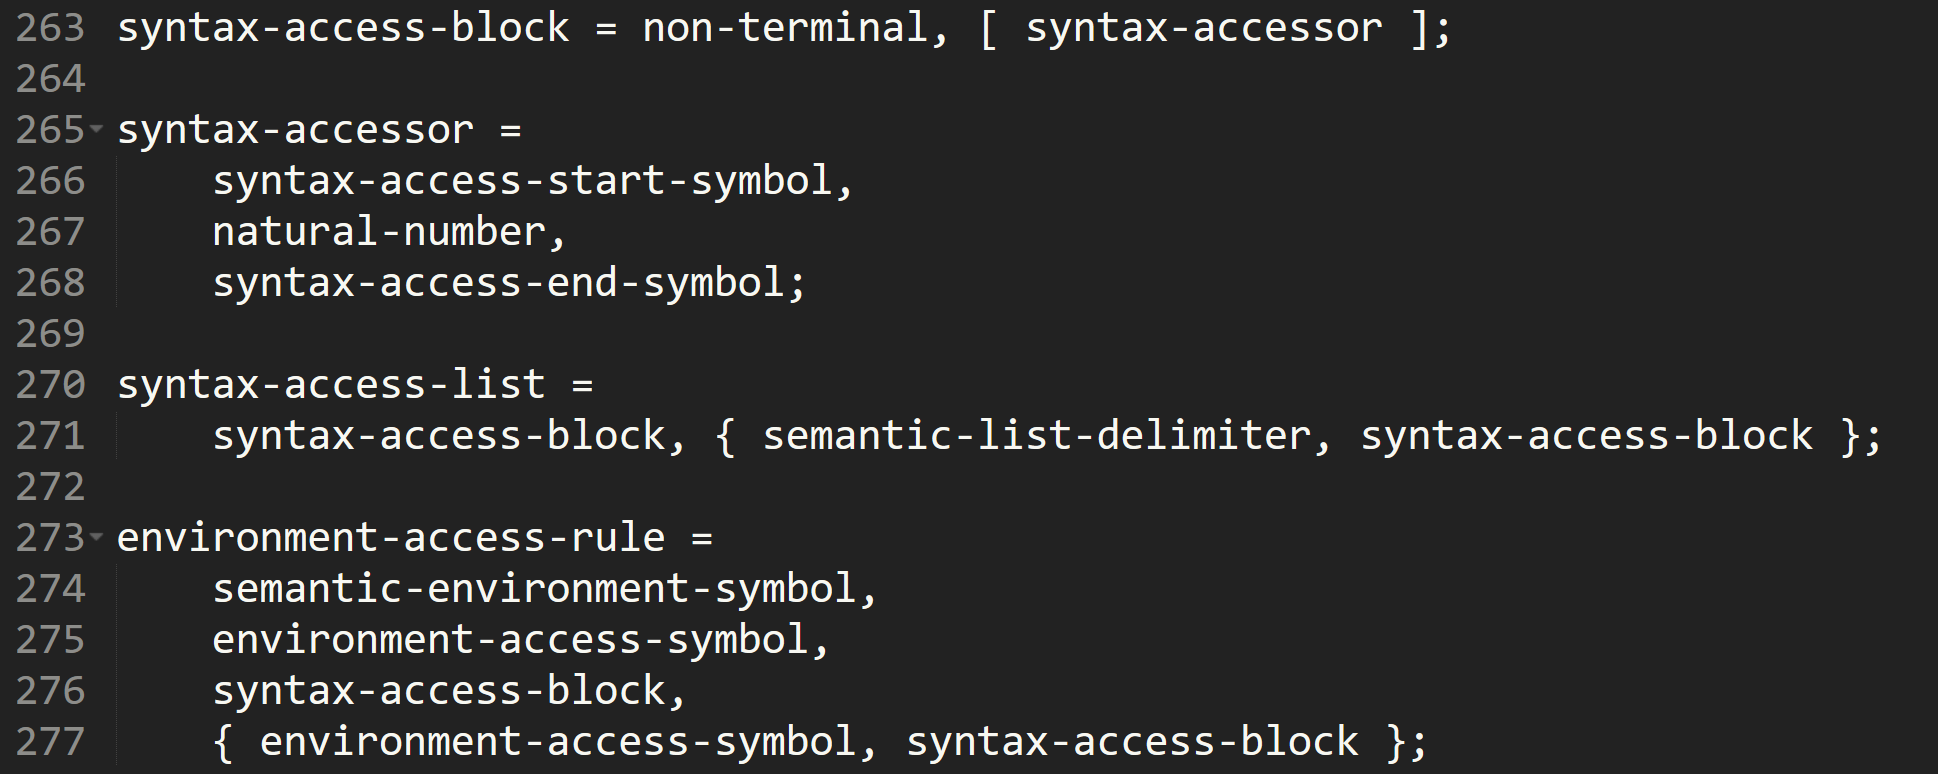 263 syntax-access-block = non-terminal, [ syntax-accessor ];
264
265 syntax-accessor =
266     syntax-access-start-symbol,
267     natural-number,
268     syntax-access-end-symbol;
269
270 syntax-access-list =
271     syntax-access-block, { semantic-list-delimiter, syntax-access-block };
272
273 environment-access-rule =
274     semantic-environment-symbol,
275     environment-access-symbol,
276     syntax-access-block,
277     { environment-access-symbol, syntax-access-block };